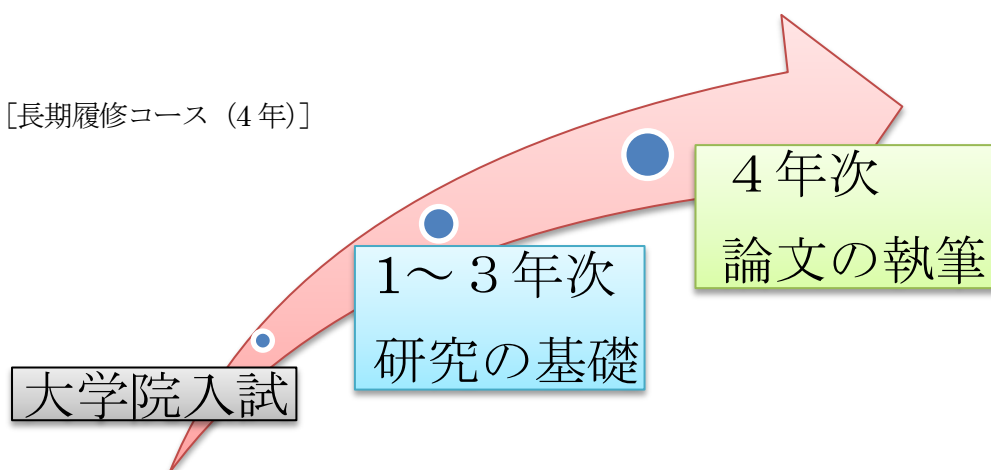 ［長期履修コース（4 年）］
４年次
論文の執筆
1～３年次
研究の基礎
大学院入試